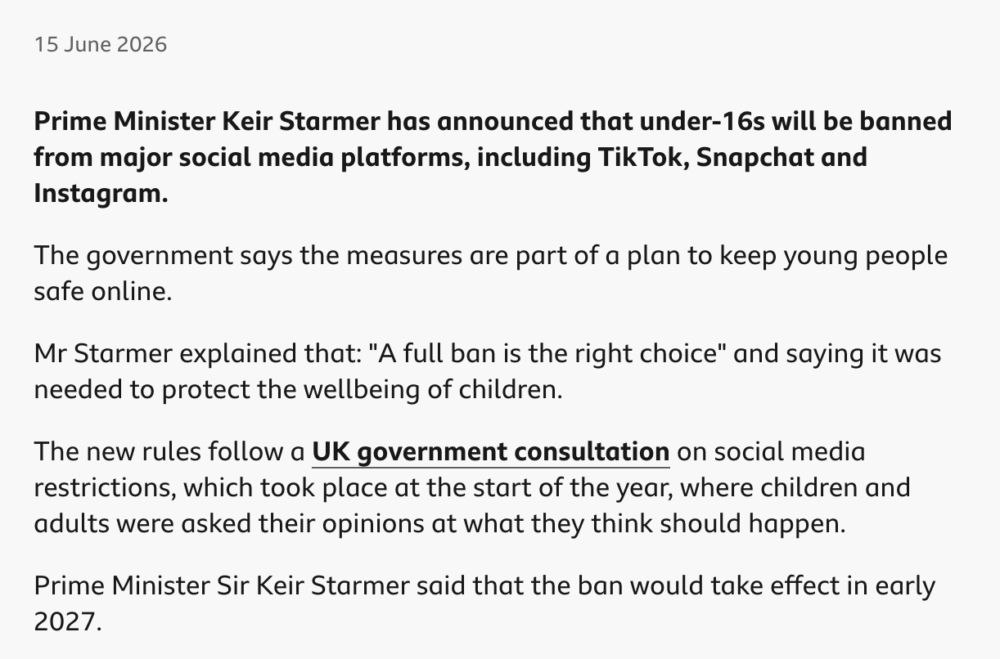 15 June 2026
Prime Minister Keir Starmer has announced that under-16s will be banned
from major social media platforms, including TikTok, Snapchat and
Instagram.
The government says the measures are part of a plan to keep young people
safe online.
Mr Starmer explained that: "A full ban is the right choice" and saying it was
needed to protect the wellbeing of children.
The new rules follow a UK government consultation on social media
restrictions, which took place at the start of the year, where children and
adults were asked their opinions at what they think should happen.
Prime Minister Sir Keir Starmer said that the ban would take effect in early
2027.